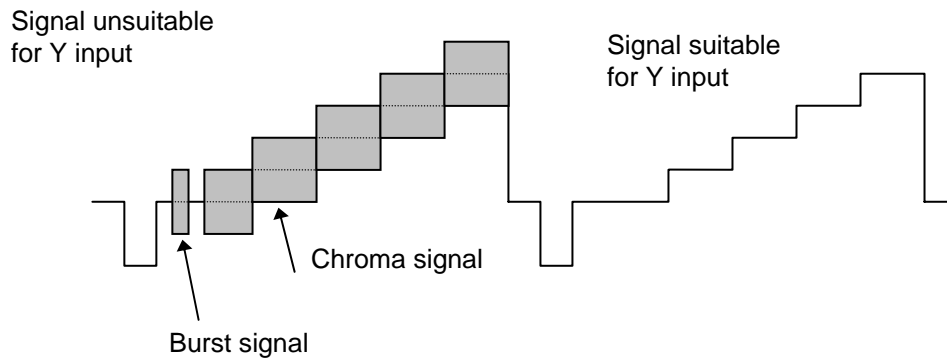 Signal unsuitable
for Y input
Signal suitable
for Y input
Chroma signal
Burst signal